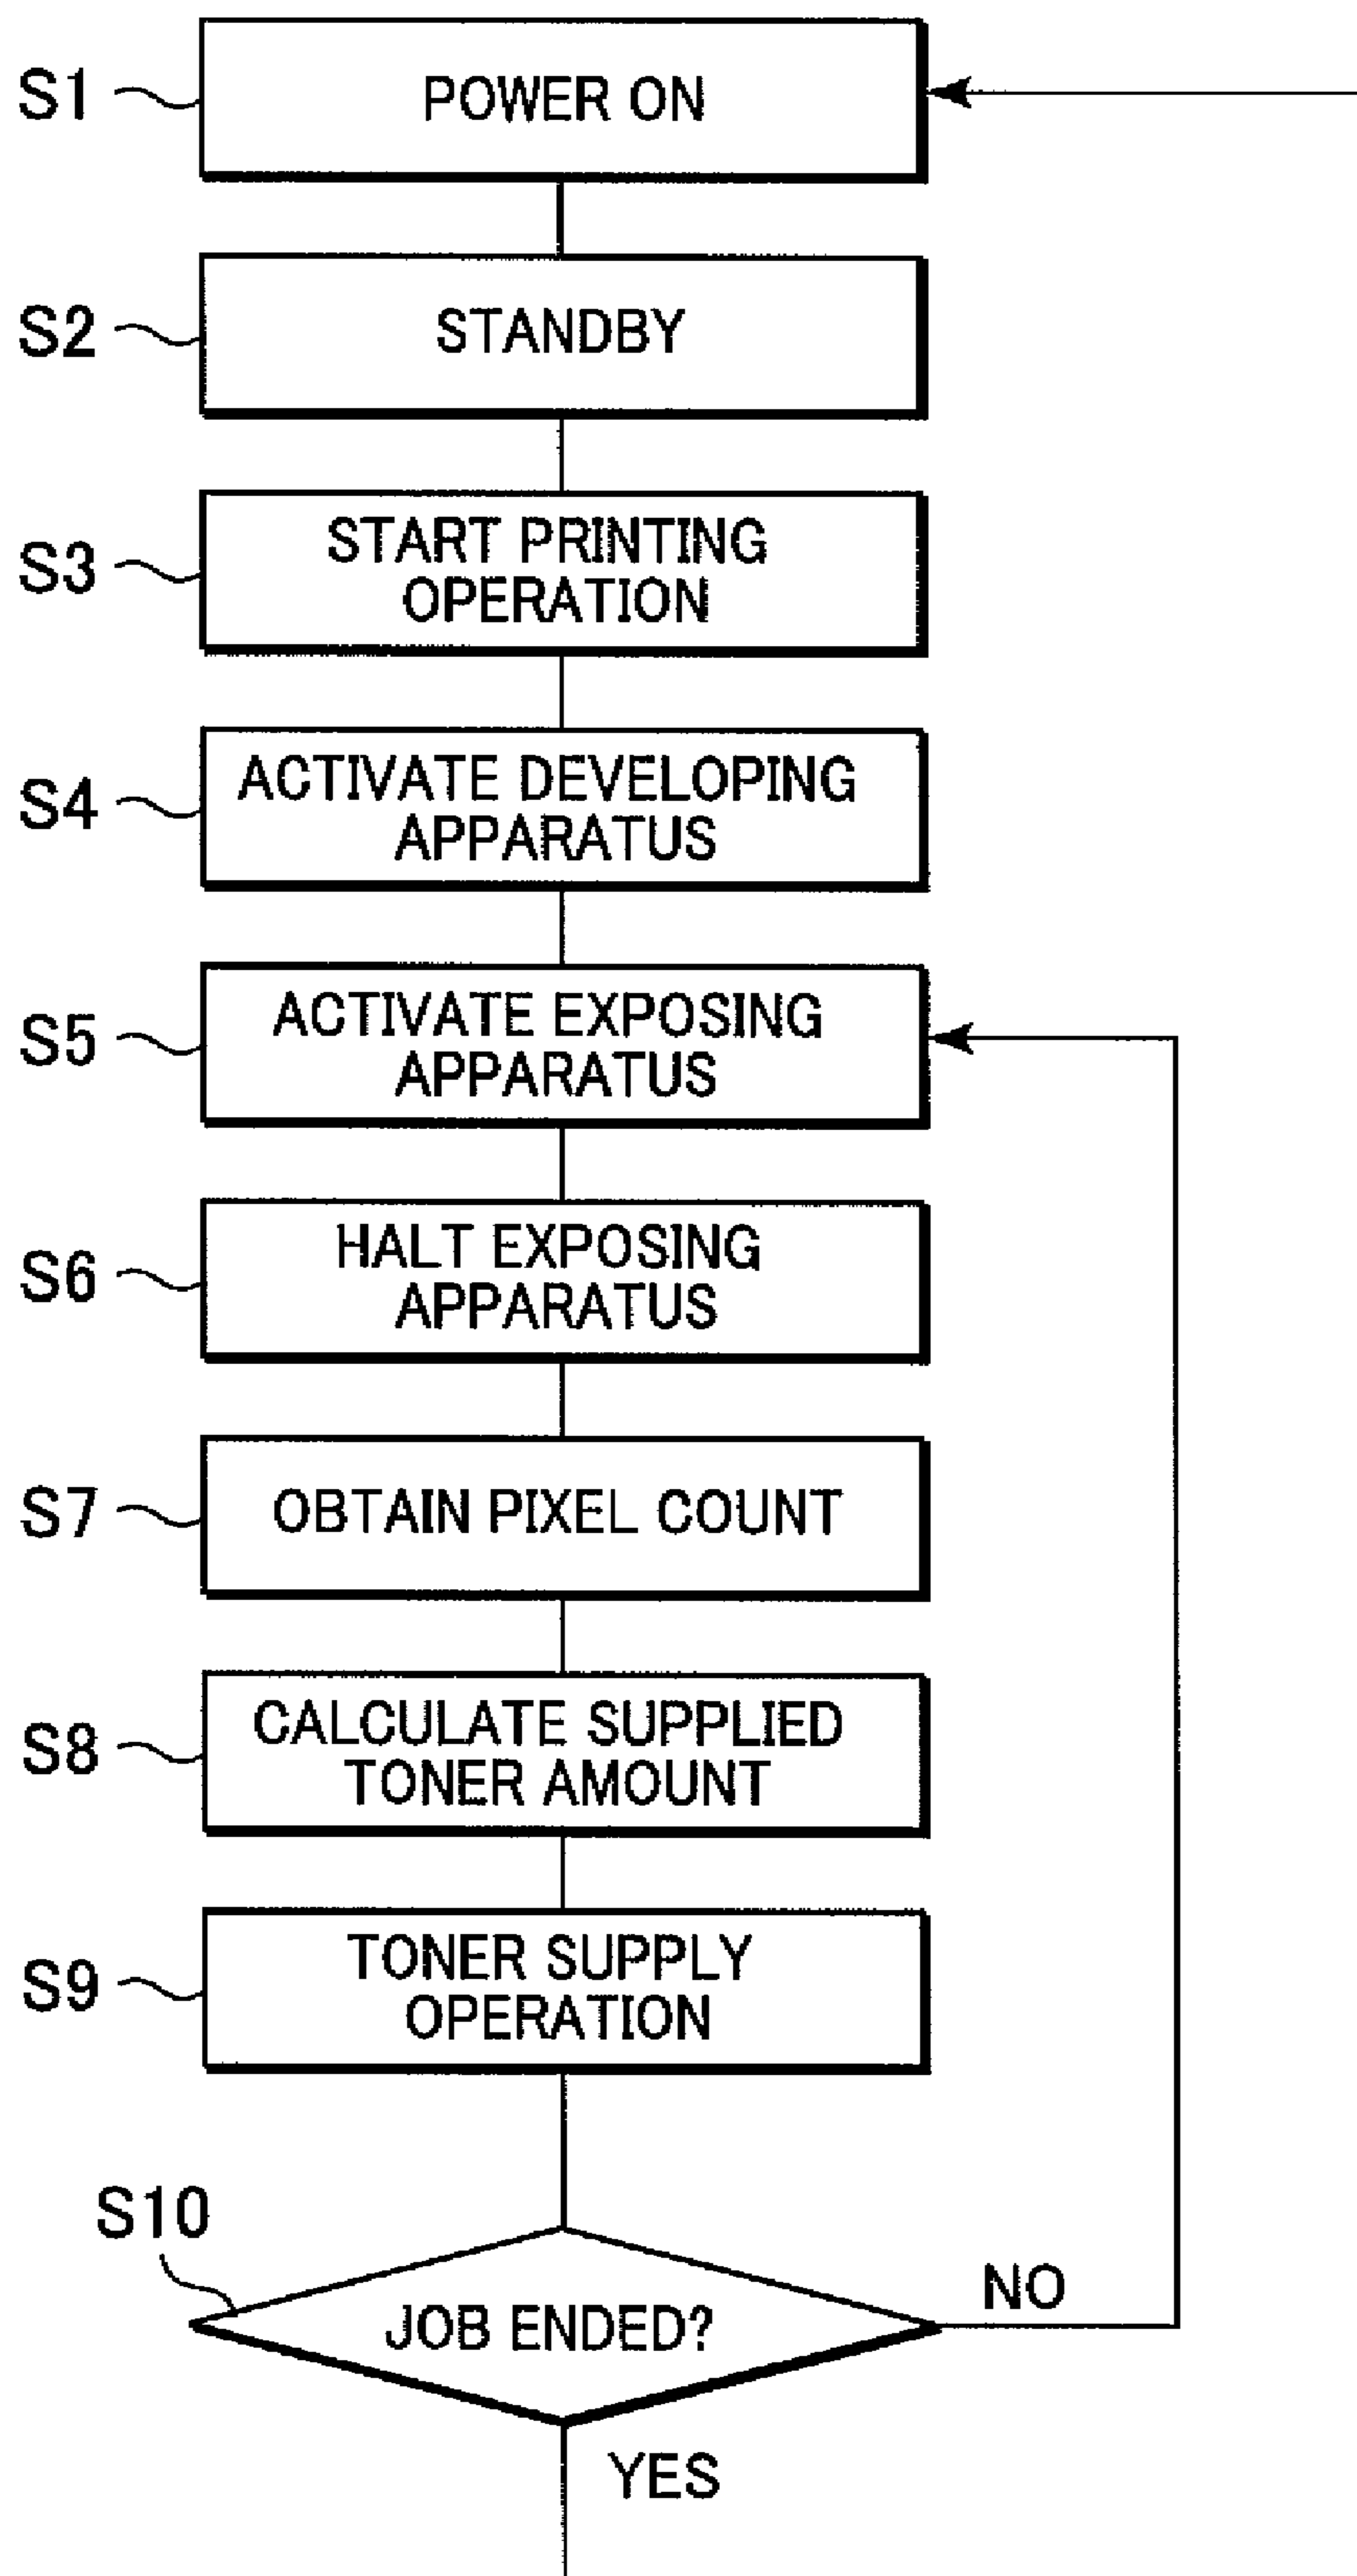 S1
POWER ON
S2
STANDBY
S3
START PRINTING
OPERATION
S4
ACTIVATE DEVELOPING
APPARATUS
S5
ACTIVATE EXPOSING
APPARATUS
S6
HALT EXPOSING
APPARATUS
S7
OBTAIN PIXEL COUNT
S8
CALCULATE SUPPLIED
TONER AMOUNT
S9
TONER SUPPLY
OPERATION
S10
JOB ENDED?
NO
YES